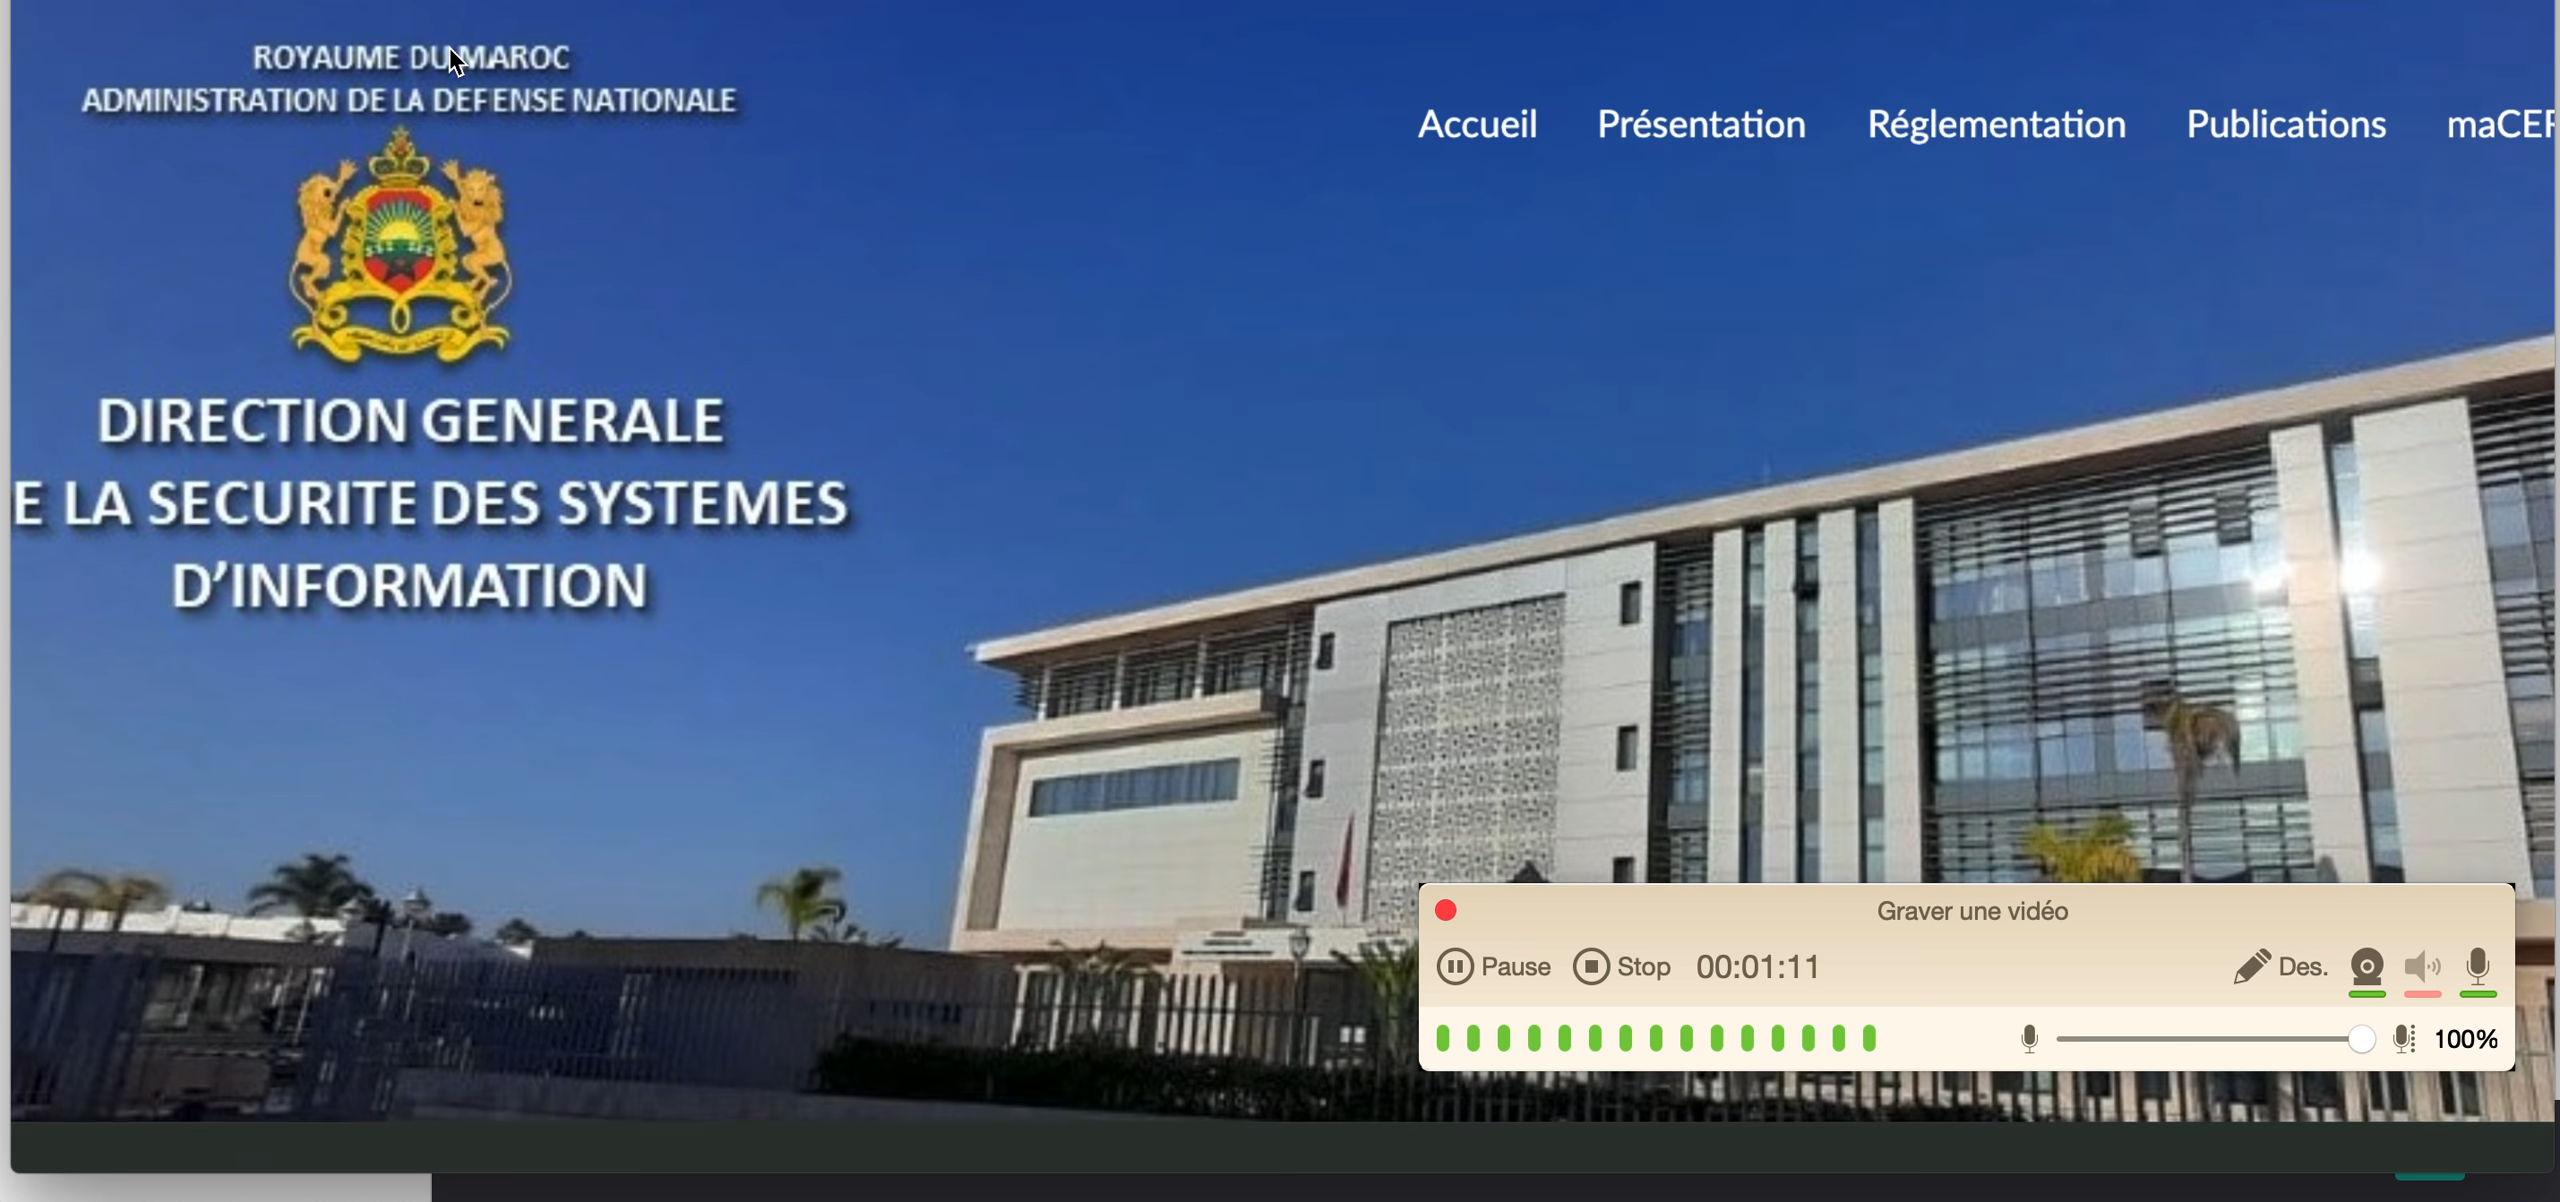 ROYAUME DU MAROC
ADMINISTRATION DE LA DEFENSE NATIONALE
Accueil Présentation Réglementation Publications maCER
DIRECTION GENERALE
E LA SECURITE DES SYSTEMES
D'INFORMATION
Graver une vidéo
Pause Stop 00:01:11 Des.
100%